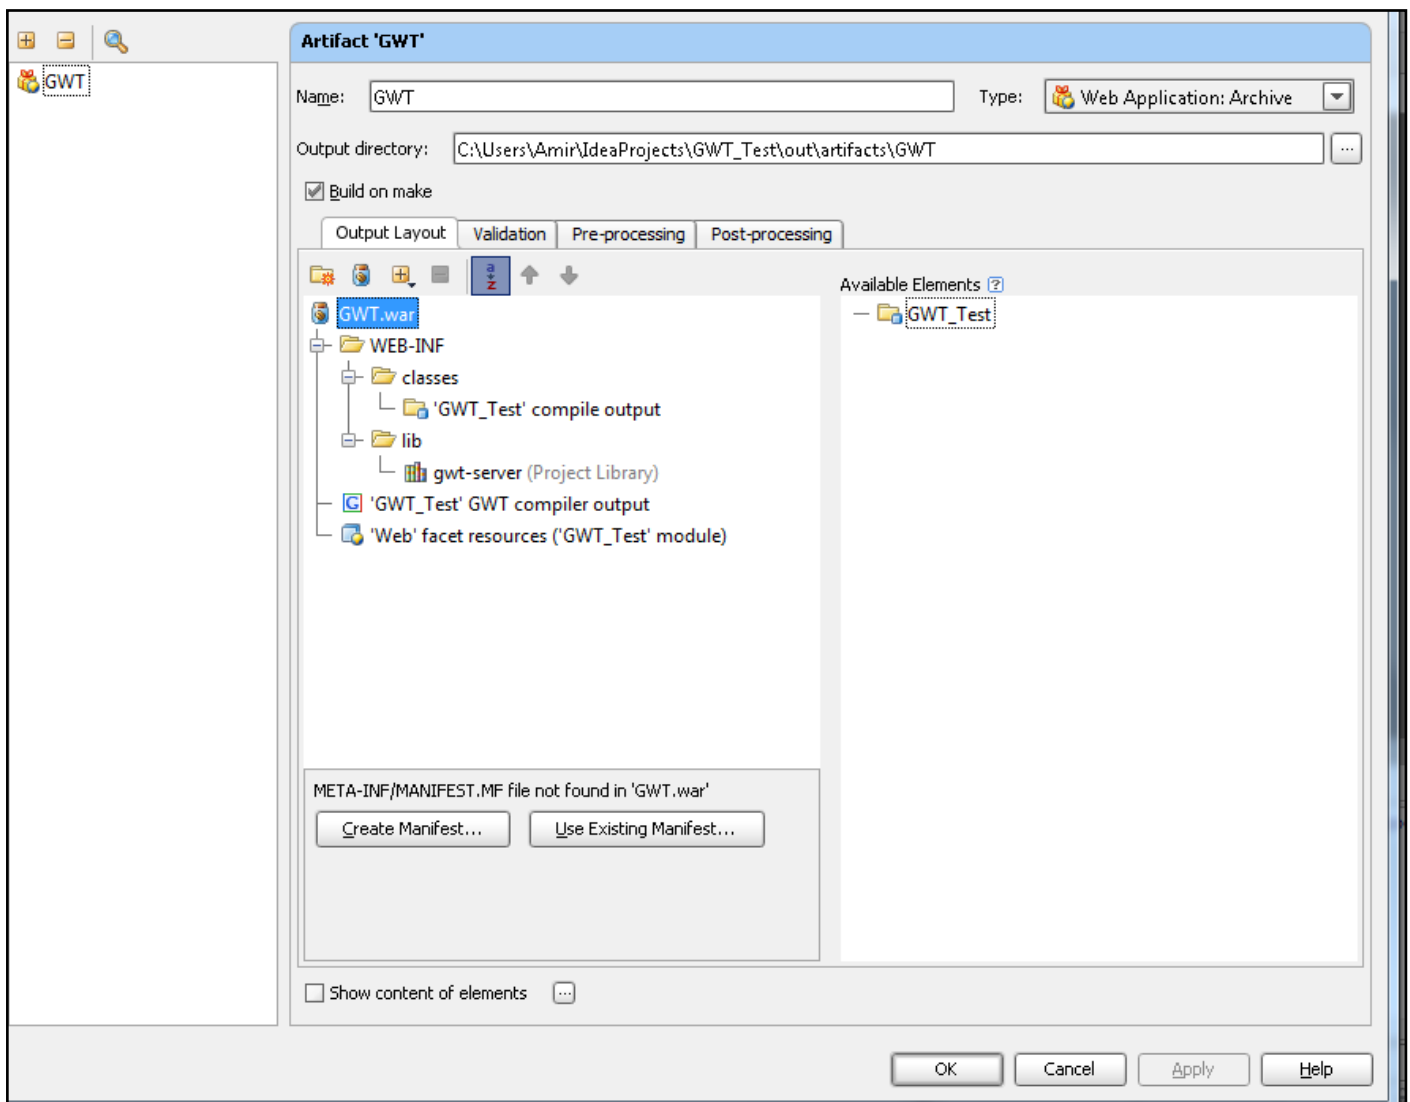 GWT
Artifact 'GWT'
Name: GWT
Type: Web Application: Archive
Output directory: C:\Users\Amir\IdeaProjects\GWT_Test\out\artifacts\GWT
Build on make
Output Layout Validation Pre-processing Post-processing
Available Elements
GWT.war
WEB-INF
classes
'GWT_Test' compile output
lib
gwt-server (Project Library)
'GWT_Test' GWT compiler output
'Web' facet resources ('GWT_Test' module)
GWT_Test
META-INF/MANIFEST.MF file not found in 'GWT.war'
Create Manifest... Use Existing Manifest...
Show content of elements
OK Cancel Apply Help